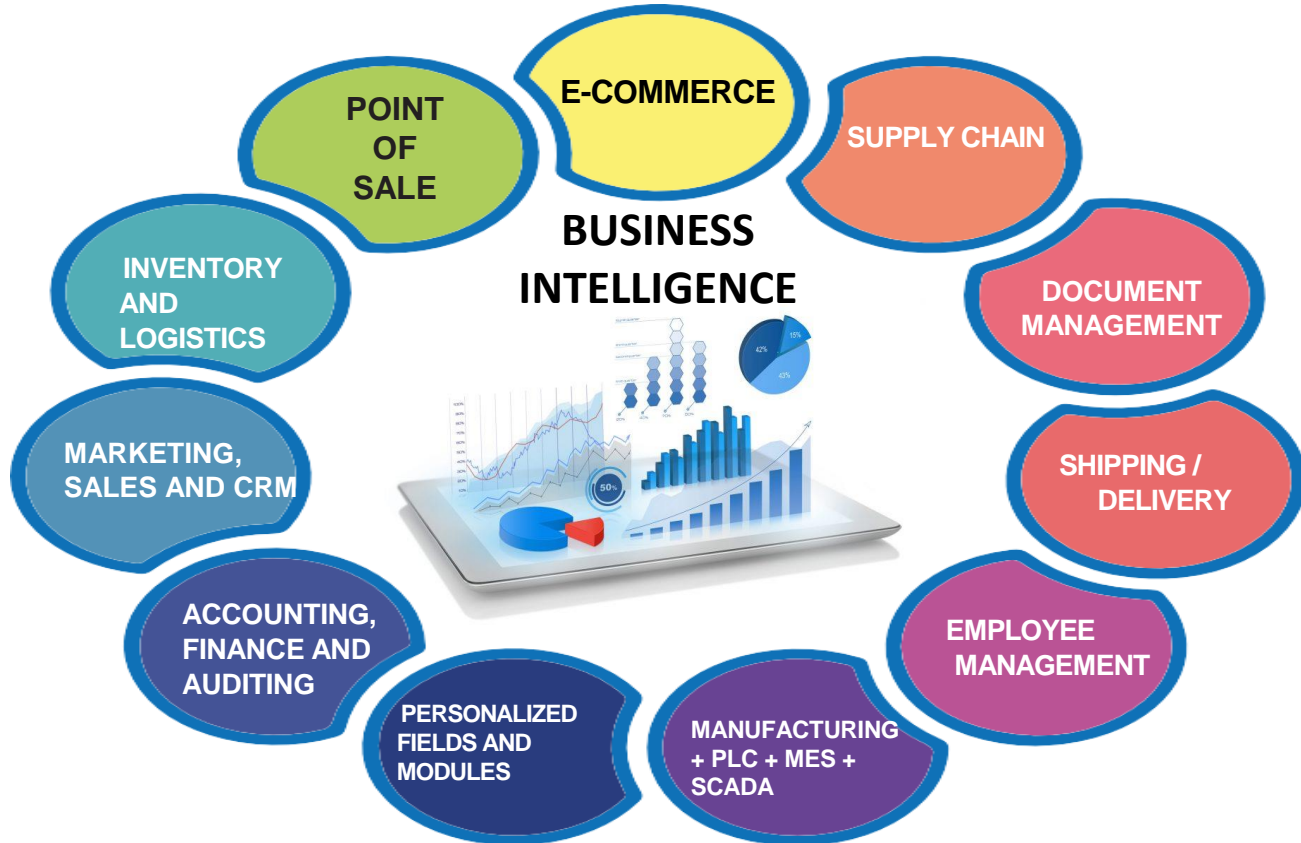 E-COMMERCE
POINT
OF
SALE
SUPPLY CHAIN
BUSINESS
INTELLIGENCE
INVENTORY
AND
LOGISTICS
DOCUMENT
MANAGEMENT
42%
15%
43%
MARKETING,
SALES AND CRM
50%
SHIPPING /
DELIVERY
ACCOUNTING,
FINANCE AND
AUDITING
EMPLOYEE
MANAGEMENT
PERSONALIZED
FIELDS AND
MODULES
MANUFACTURING
+ PLC + MES +
SCADA